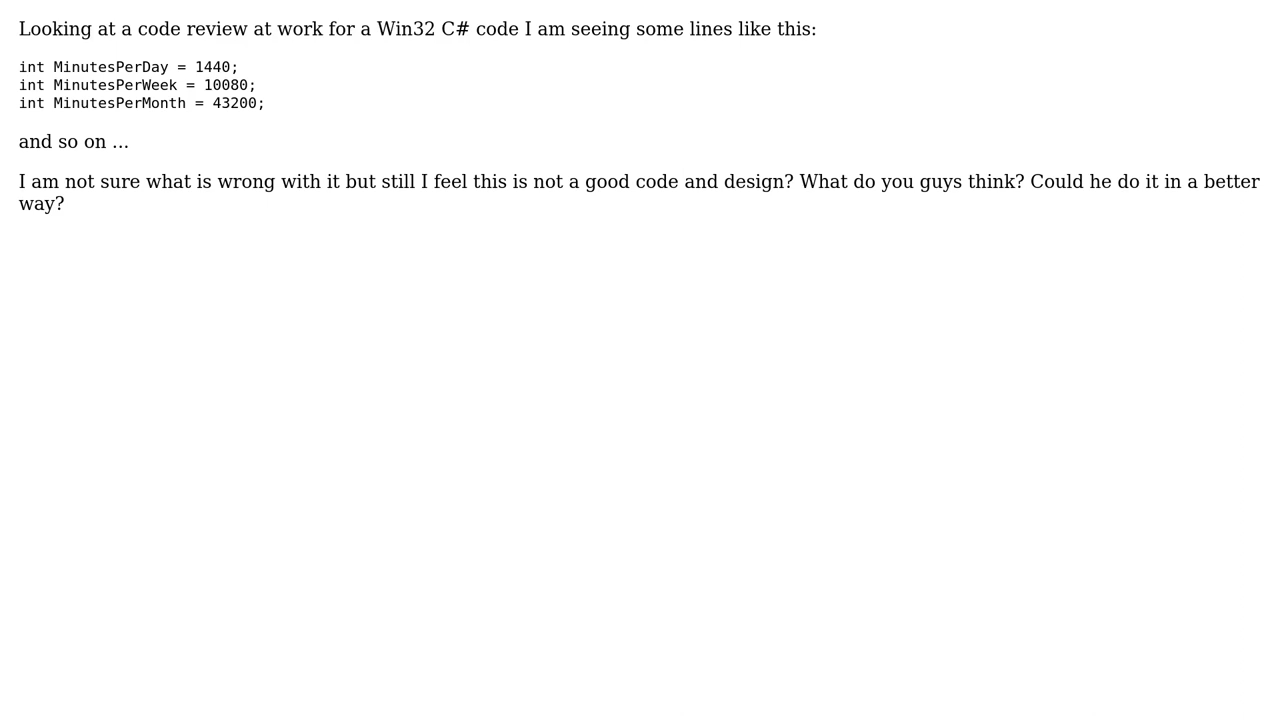 Looking at a code review at work for a Win32 C# code I am seeing some lines like this:
int MinutesPerDay = 1440;
int MinutesPerWeek = 10080;
int MinutesPerMonth = 43200;
and so on ...
I am not sure what is wrong with it but still I feel this is not a good code and design? What do you guys think? Could he do it in a better
way?